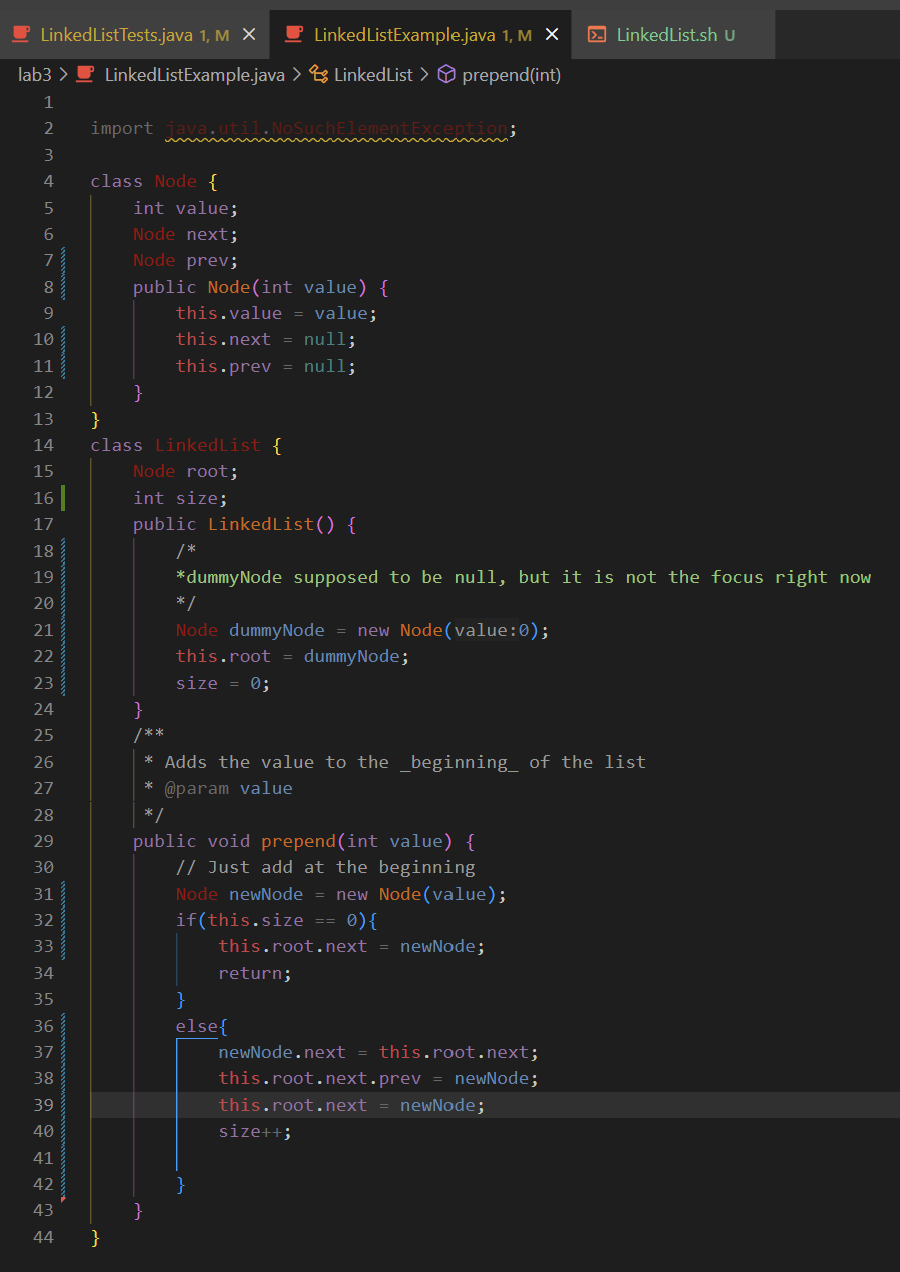 LinkedListTests.java 1, M × LinkedListExample.java 1, M × LinkedList.sh U
lab3 > LinkedListExample.java > LinkedList > prepend(int)
1
2 import java.util.NoSuchElementException;
3
4 class Node {
5 int value;
6 Node next;
7 Node prev;
8 public Node(int value) {
9 this.value = value;
10 this.next = null;
11 this.prev = null;
12 }
13 }
14 class LinkedList {
15 Node root;
16 int size;
17 public LinkedList() {
18 /*
19 *dummyNode supposed to be null, but it is not the focus right now
20 */
21 Node dummyNode = new Node(value:0);
22 this.root = dummyNode;
23 size = 0;
24 }
25 /**
26 * Adds the value to the _beginning_ of the list
27 * @param value
28 */
29 public void prepend(int value) {
30 // Just add at the beginning
31 Node newNode = new Node(value);
32 if(this.size == 0){
33 this.root.next = newNode;
34 return;
35 }
36 else{
37 newNode.next = this.root.next;
38 this.root.next.prev = newNode;
39 this.root.next = newNode;
40 size++;
41
42 }
43 }
44 }